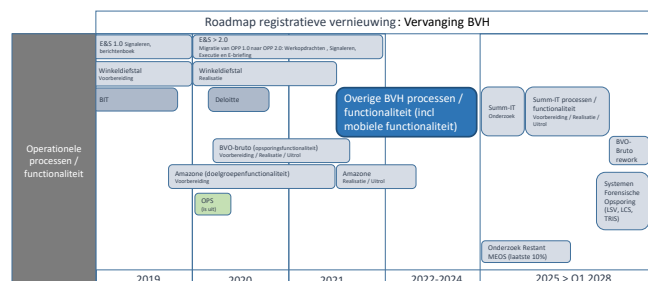 Roadmap registratieve vernieuwing: Vervanging BVH
E&S 1.0 Signaleren,
berichtenboek
E&S > 2.0
Migratie van OPP 1.0 naar OPP 2.0: Werkopdrachten , Signaleren,
Executie en E-briefing
Winkeldiefstal
Voorbereiding
Winkeldiefstal
Realisatie
BIT
Deloitte
Overige BVH processen /
functionaliteit (incl
mobiele functionaliteit)
Summ-IT
Onderzoek
Summ-IT processen /
functionaliteit
Voorbereiding / Realisatie /
Uitrol
Operationele
processen /
functionaliteit
BVO-bruto (opsporingsfunctionaliteit)
Voorbereiding / Realisatie / Uitrol
BVO-
Bruto
rework
Amazone (doelgroepenfunctionaliteit)
Voorbereiding
Amazone
Realisatie / Uitrol
OPS
(Is uit)
Systemen
Forensische
Opsporing
(LSV, LCS,
TRIS)
Onderzoek Restant
MEOS (laatste 10%)
2019
2020
2021
2022-2024
2025 > Q1 2028